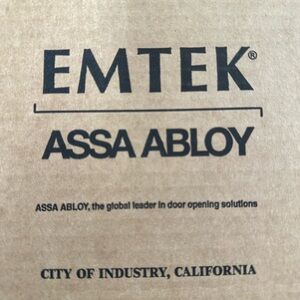 EMTEK®
ASSA ABLOY
ASSA ABLOY, the global leader in door opening solutions
CITY OF INDUSTRY, CALIFORNIA